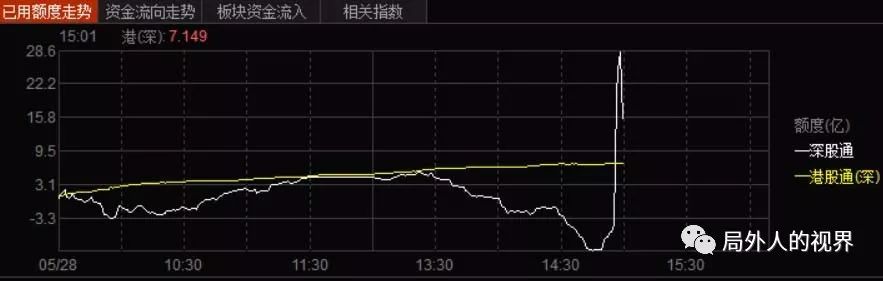 已用额度走势 资金流向走势 板块资金流入 相关指数
15:01 港(深): 7.149
28.6
22.2
15.8
9.5
3.1
-3.3
额度(亿)
深股通
港股通(深)
局外人的视界
05/28 10:30 11:30 13:30 14:30 15:30